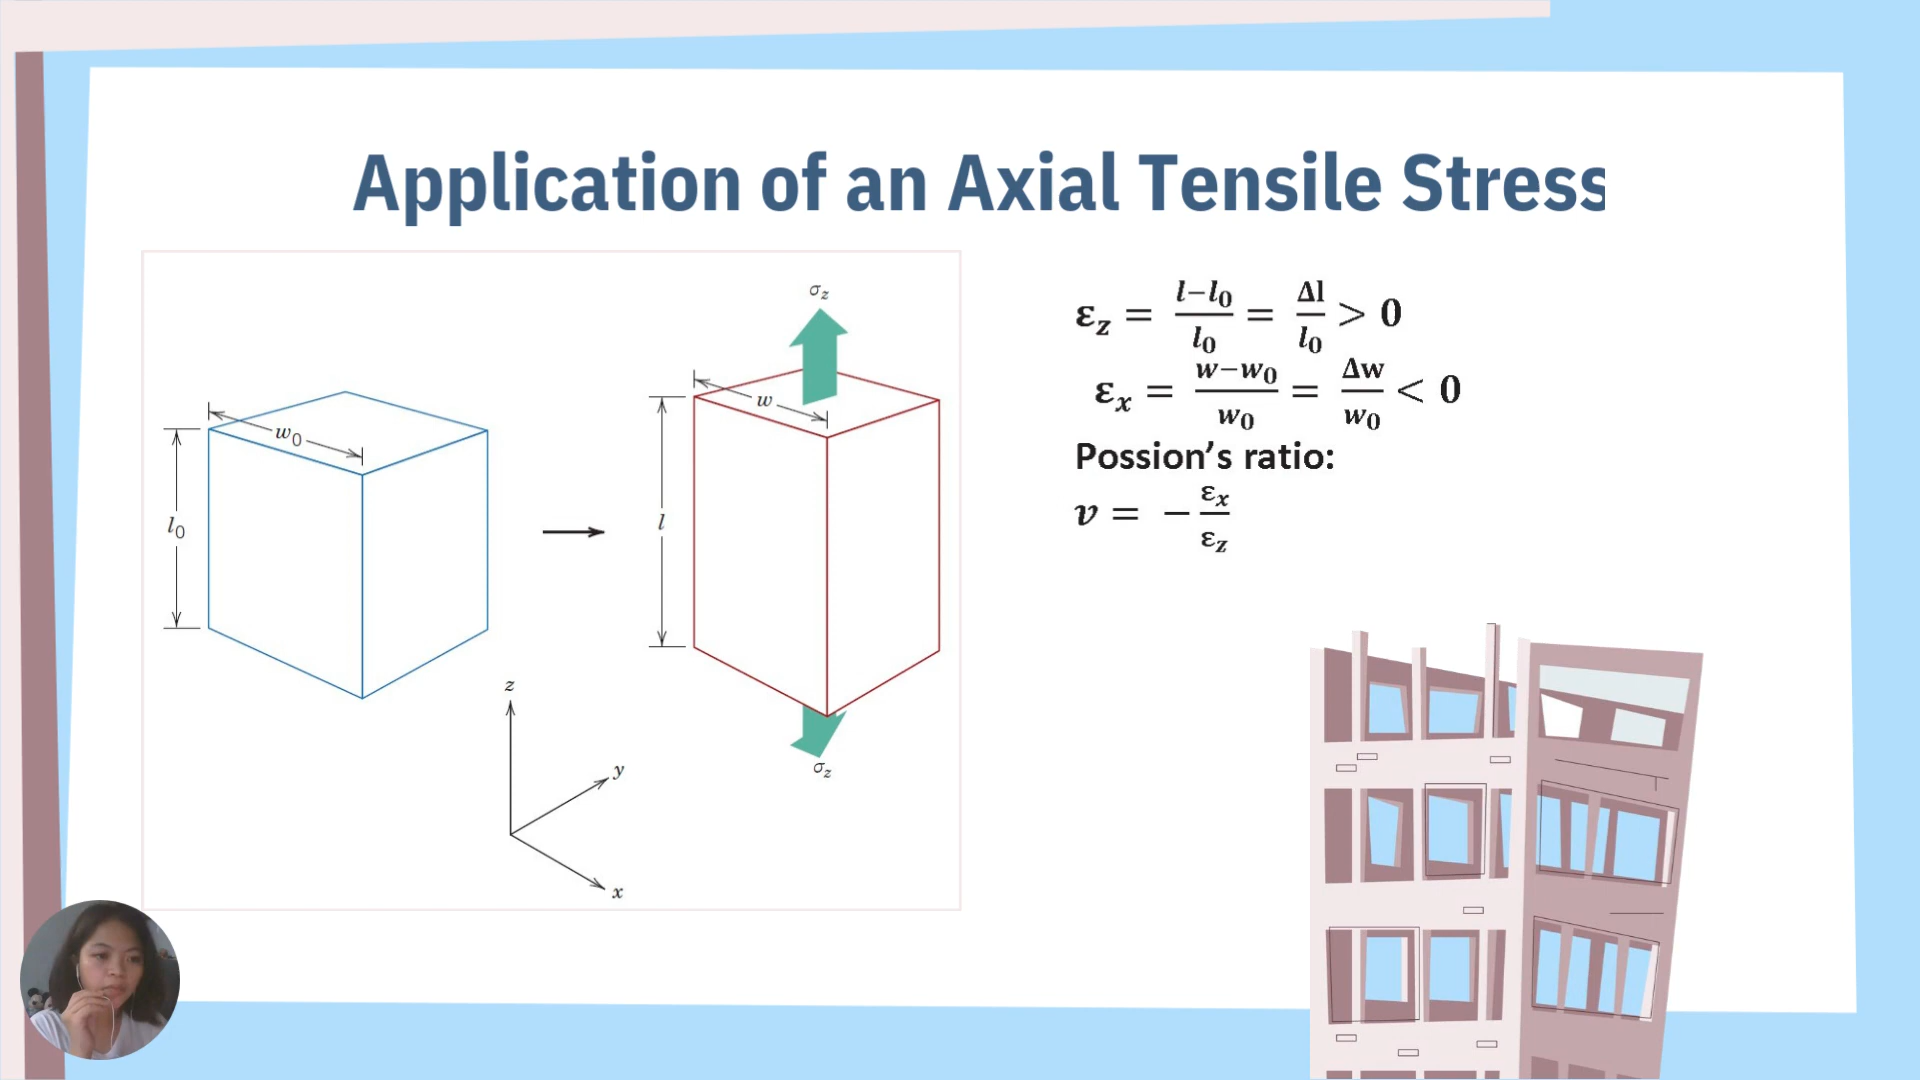 Application of an Axial Tensile Stress
σz
w
w0
l0
l
z
y
x
σz
εz = l−l0/l0 = Δl/l0 > 0
εx = w−w0/w0 = Δw/w0 < 0
Possion's ratio:
v = −εx/εz